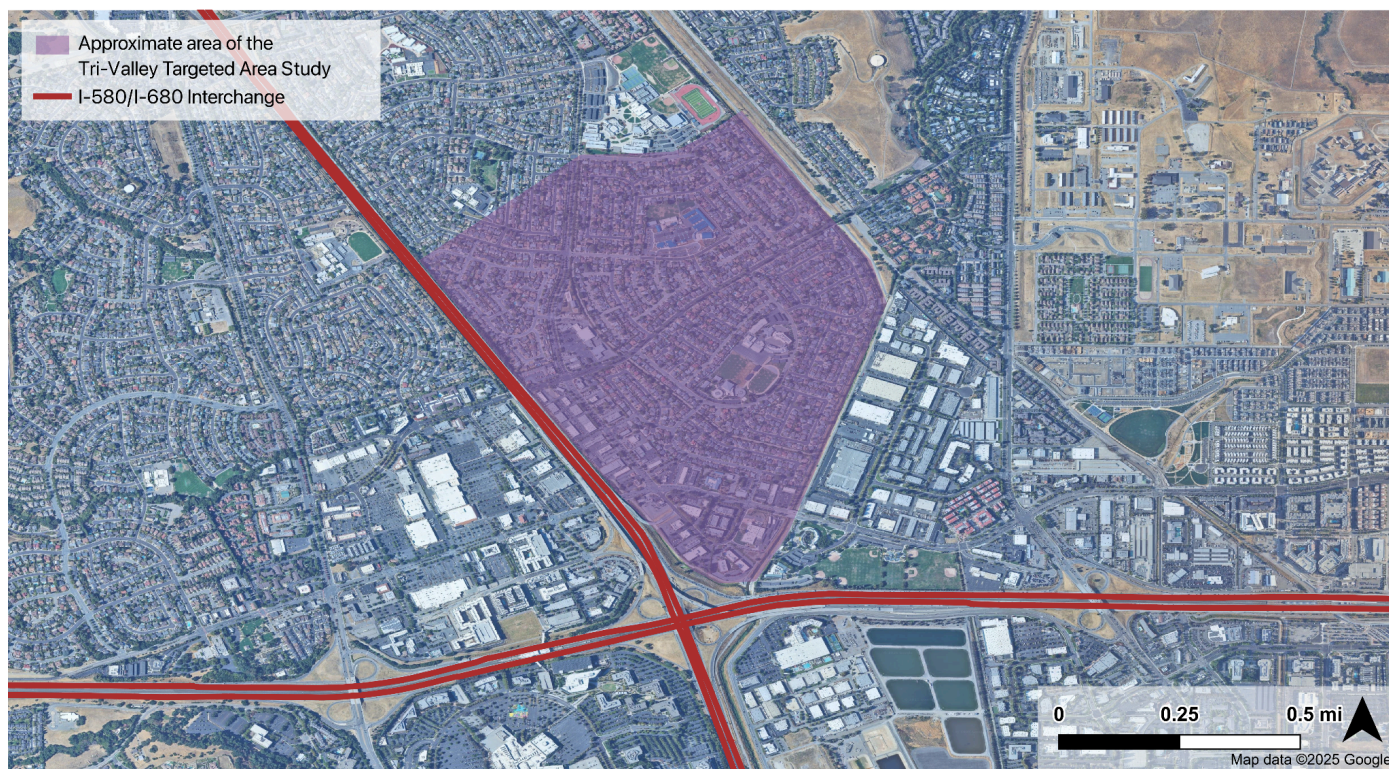 Approximate area of the
Tri-Valley Targeted Area Study
I-580/I-680 Interchange
0 0.25 0.5 mi
Map data ©2025 Google